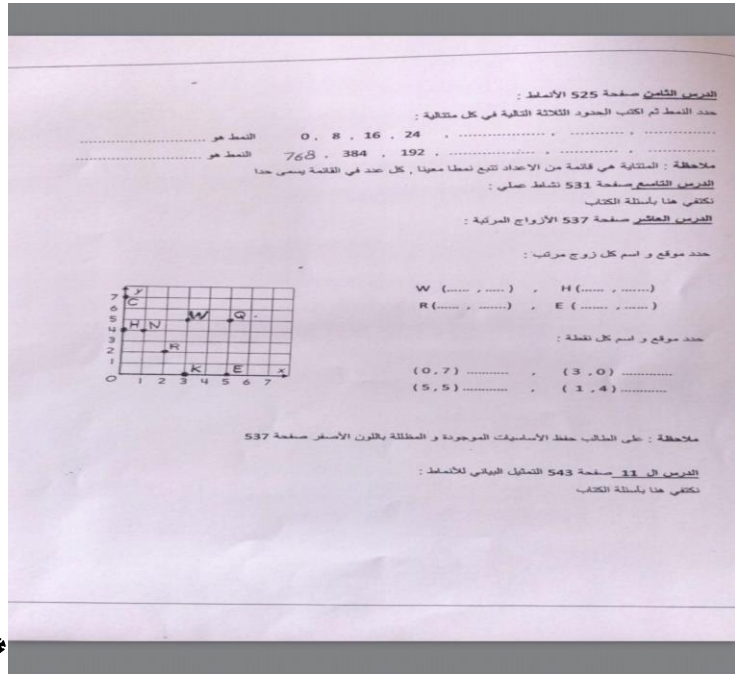 الدرس الثامن صفحة 525 الأنماط :
حدد النمط ثم اكتب الحدود الثلاثة التالية في كل متتالية :
0 , 8 , 16 , 24 , .............. , ............ , .............. النمط هو ..........................
768 , 384 , 192 , .............. , ............ , .............. النمط هو ..........................
ملاحظة : المتتاية هي قائمة من الاعداد تتبع نمطا معينا , كل عدد في القائمة يسمى حدا
الدرس التاسع صفحة 531 نشاط عملي :
نكتفي هنا بأسئلة الكتاب
الدرس العاشر صفحة 537 الأزواج المرتبة :
حدد موقع و اسم كل زوج مرتب :
W (...... , .....) , H (...... , .......)
R (...... , .......) , E (....... , ......)
حدد موقع و اسم كل نقطة :
(0,7) .......... , (3,0) ............
(5,5) .......... , (1,4) ............
y
7 C
6
5 W Q
4 H N
3
2 R
1
0 1 2 3 K 4 5 E 6 7 x
ملاحظة : على الطالب حفظ الأساسيات الموجودة و المظللة باللون الأصفر صفحة 537
الدرس ال 11 صفحة 543 التمثيل البياني للأنماط :
نكتفي هنا بأسئلة الكتاب